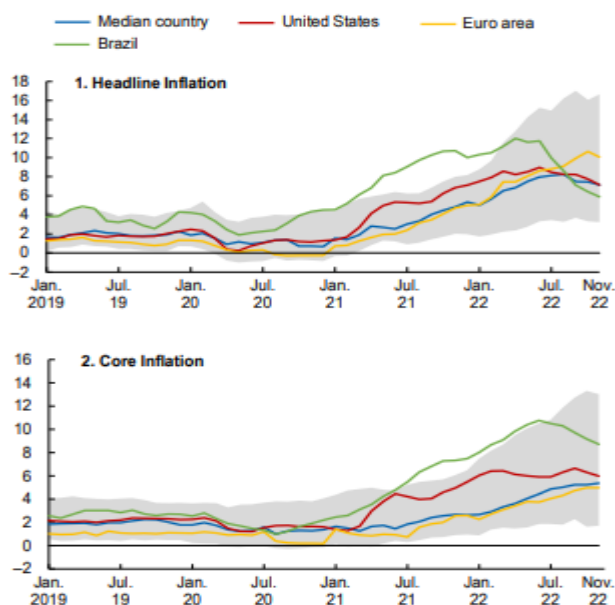 Median country United States Euro area
Brazil
1. Headline Inflation
18
16
14
12
10
8
6
4
2
0
–2
Jan. Jul. Jan. Jul. Jan. Jul. Jan. Jul. Nov.
2019 19 20 20 21 21 22 22 22
2. Core Inflation
16
14
12
10
8
6
4
2
0
–2
Jan. Jul. Jan. Jul. Jan. Jul. Jan. Jul. Nov.
2019 19 20 20 21 21 22 22 22